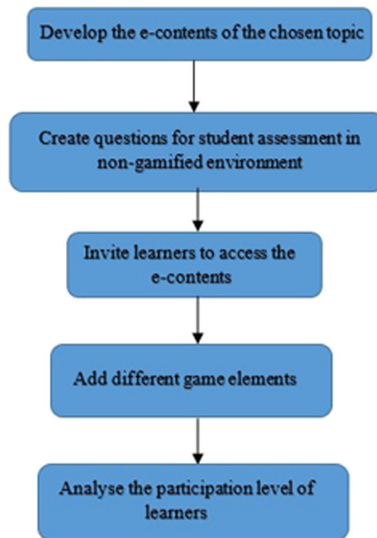 Develop the e-contents of the chosen topic
Create questions for student assessment in
non-gamified environment
Invite learners to access the
e-contents
Add different game elements
Analyse the participation level of
learners